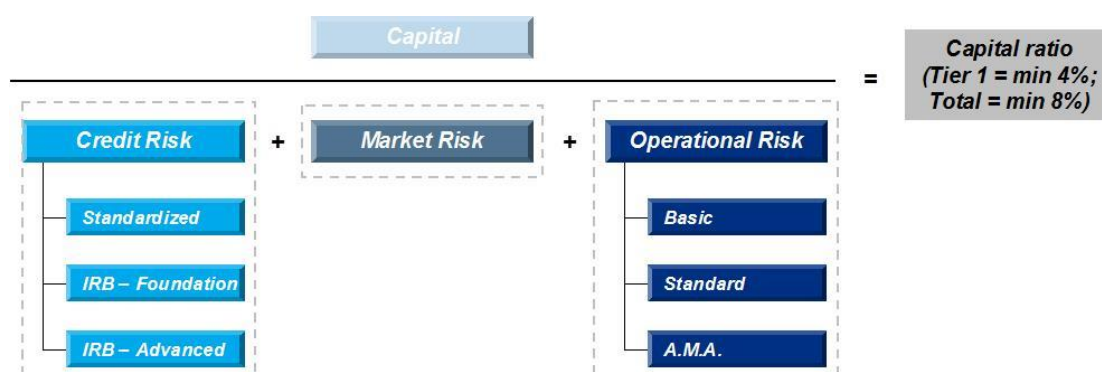 Capital
=
Capital ratio
(Tier 1 = min 4%;
Total = min 8%)
Credit Risk
+
Market Risk
+
Operational Risk
Standardized
IRB – Foundation
IRB – Advanced
Basic
Standard
A.M.A.